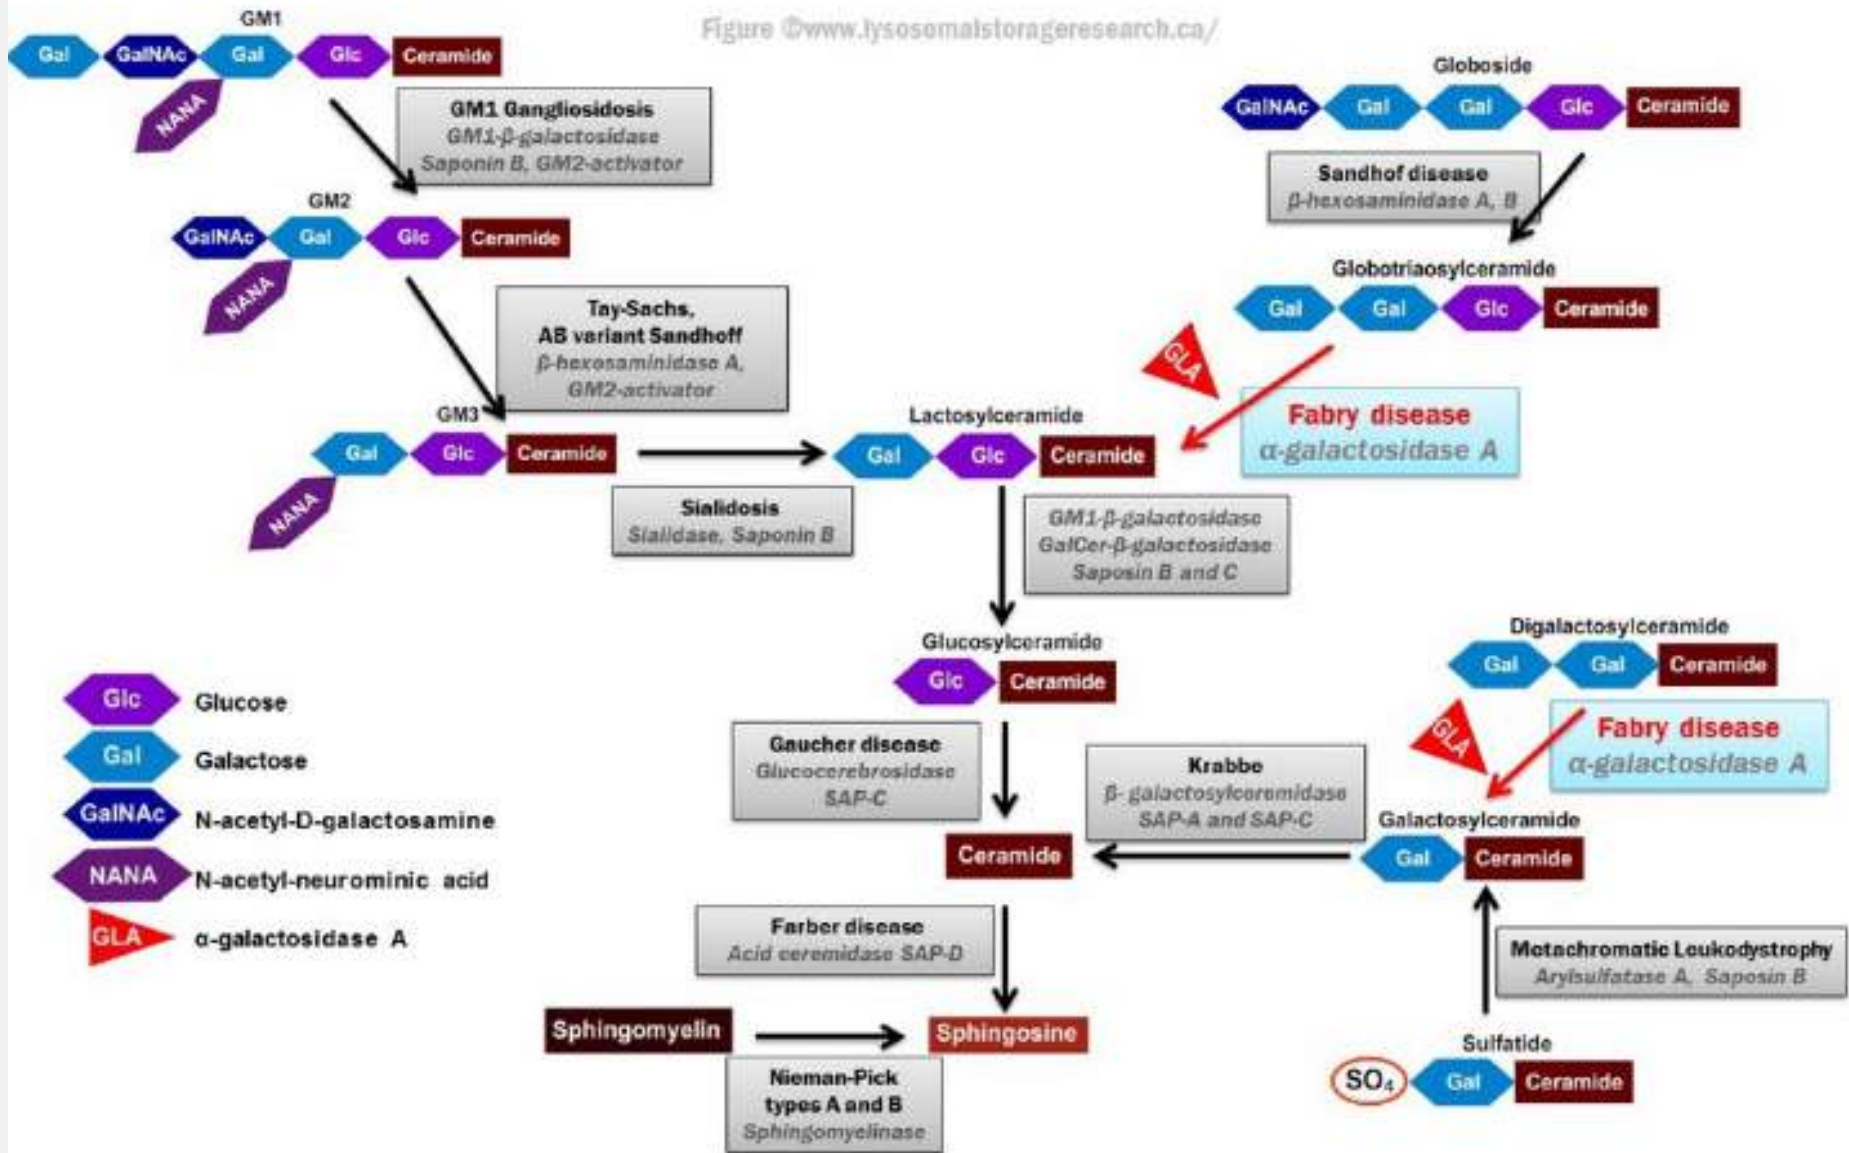 Figure ©www.lysosomalstorageresearch.ca/
GM1
Gal GalNAc Gal Glc Ceramide
NANA
GM1 Gangliosidosis
GM1-β-galactosidase
Saponin B, GM2-activator
GM2
GalNAc Gal Glc Ceramide
NANA
Tay-Sachs,
AB variant Sandhoff
β-hexosaminidase A,
GM2-activator
GM3
Gal Glc Ceramide
NANA
Sialidosis
Sialidase, Saponin B
Globoside
GalNAc Gal Gal Glc Ceramide
Sandhof disease
β-hexosaminidase A, B
Globotriaosylceramide
Gal Gal Glc Ceramide
GLA
Fabry disease
α-galactosidase A
Lactosylceramide
Gal Glc Ceramide
GM1-β-galactosidase
GalCer-β-galactosidase
Saposin B and C
Glucosylceramide
Glc Ceramide
Gaucher disease
Glucocerebrosidase
SAP-C
Digalactosylceramide
Gal Gal Ceramide
GLA
Fabry disease
α-galactosidase A
Krabbe
β- galactosylceremidase
SAP-A and SAP-C
Galactosylceramide
Gal Ceramide
Ceramide
Farber disease
Acid ceremidase SAP-D
Metachromatic Leukodystrophy
Arylsulfatase A, Saposin B
Sulfatide
SO₄ Gal Ceramide
Sphingomyelin
Sphingosine
Nieman-Pick
types A and B
Sphingomyelinase
Glc Glucose
Gal Galactose
GalNAc N-acetyl-D-galactosamine
NANA N-acetyl-neurominic acid
GLA α-galactosidase A